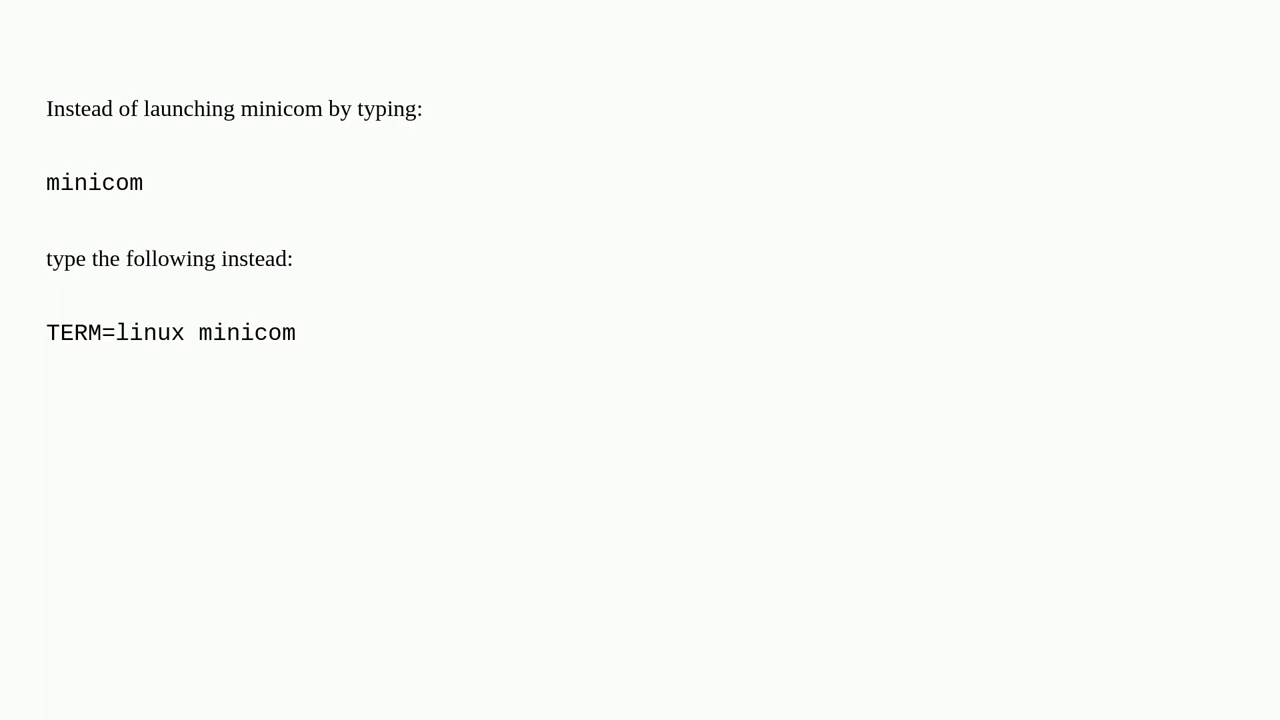 Instead of launching minicom by typing:
minicom
type the following instead:
TERM=linux minicom